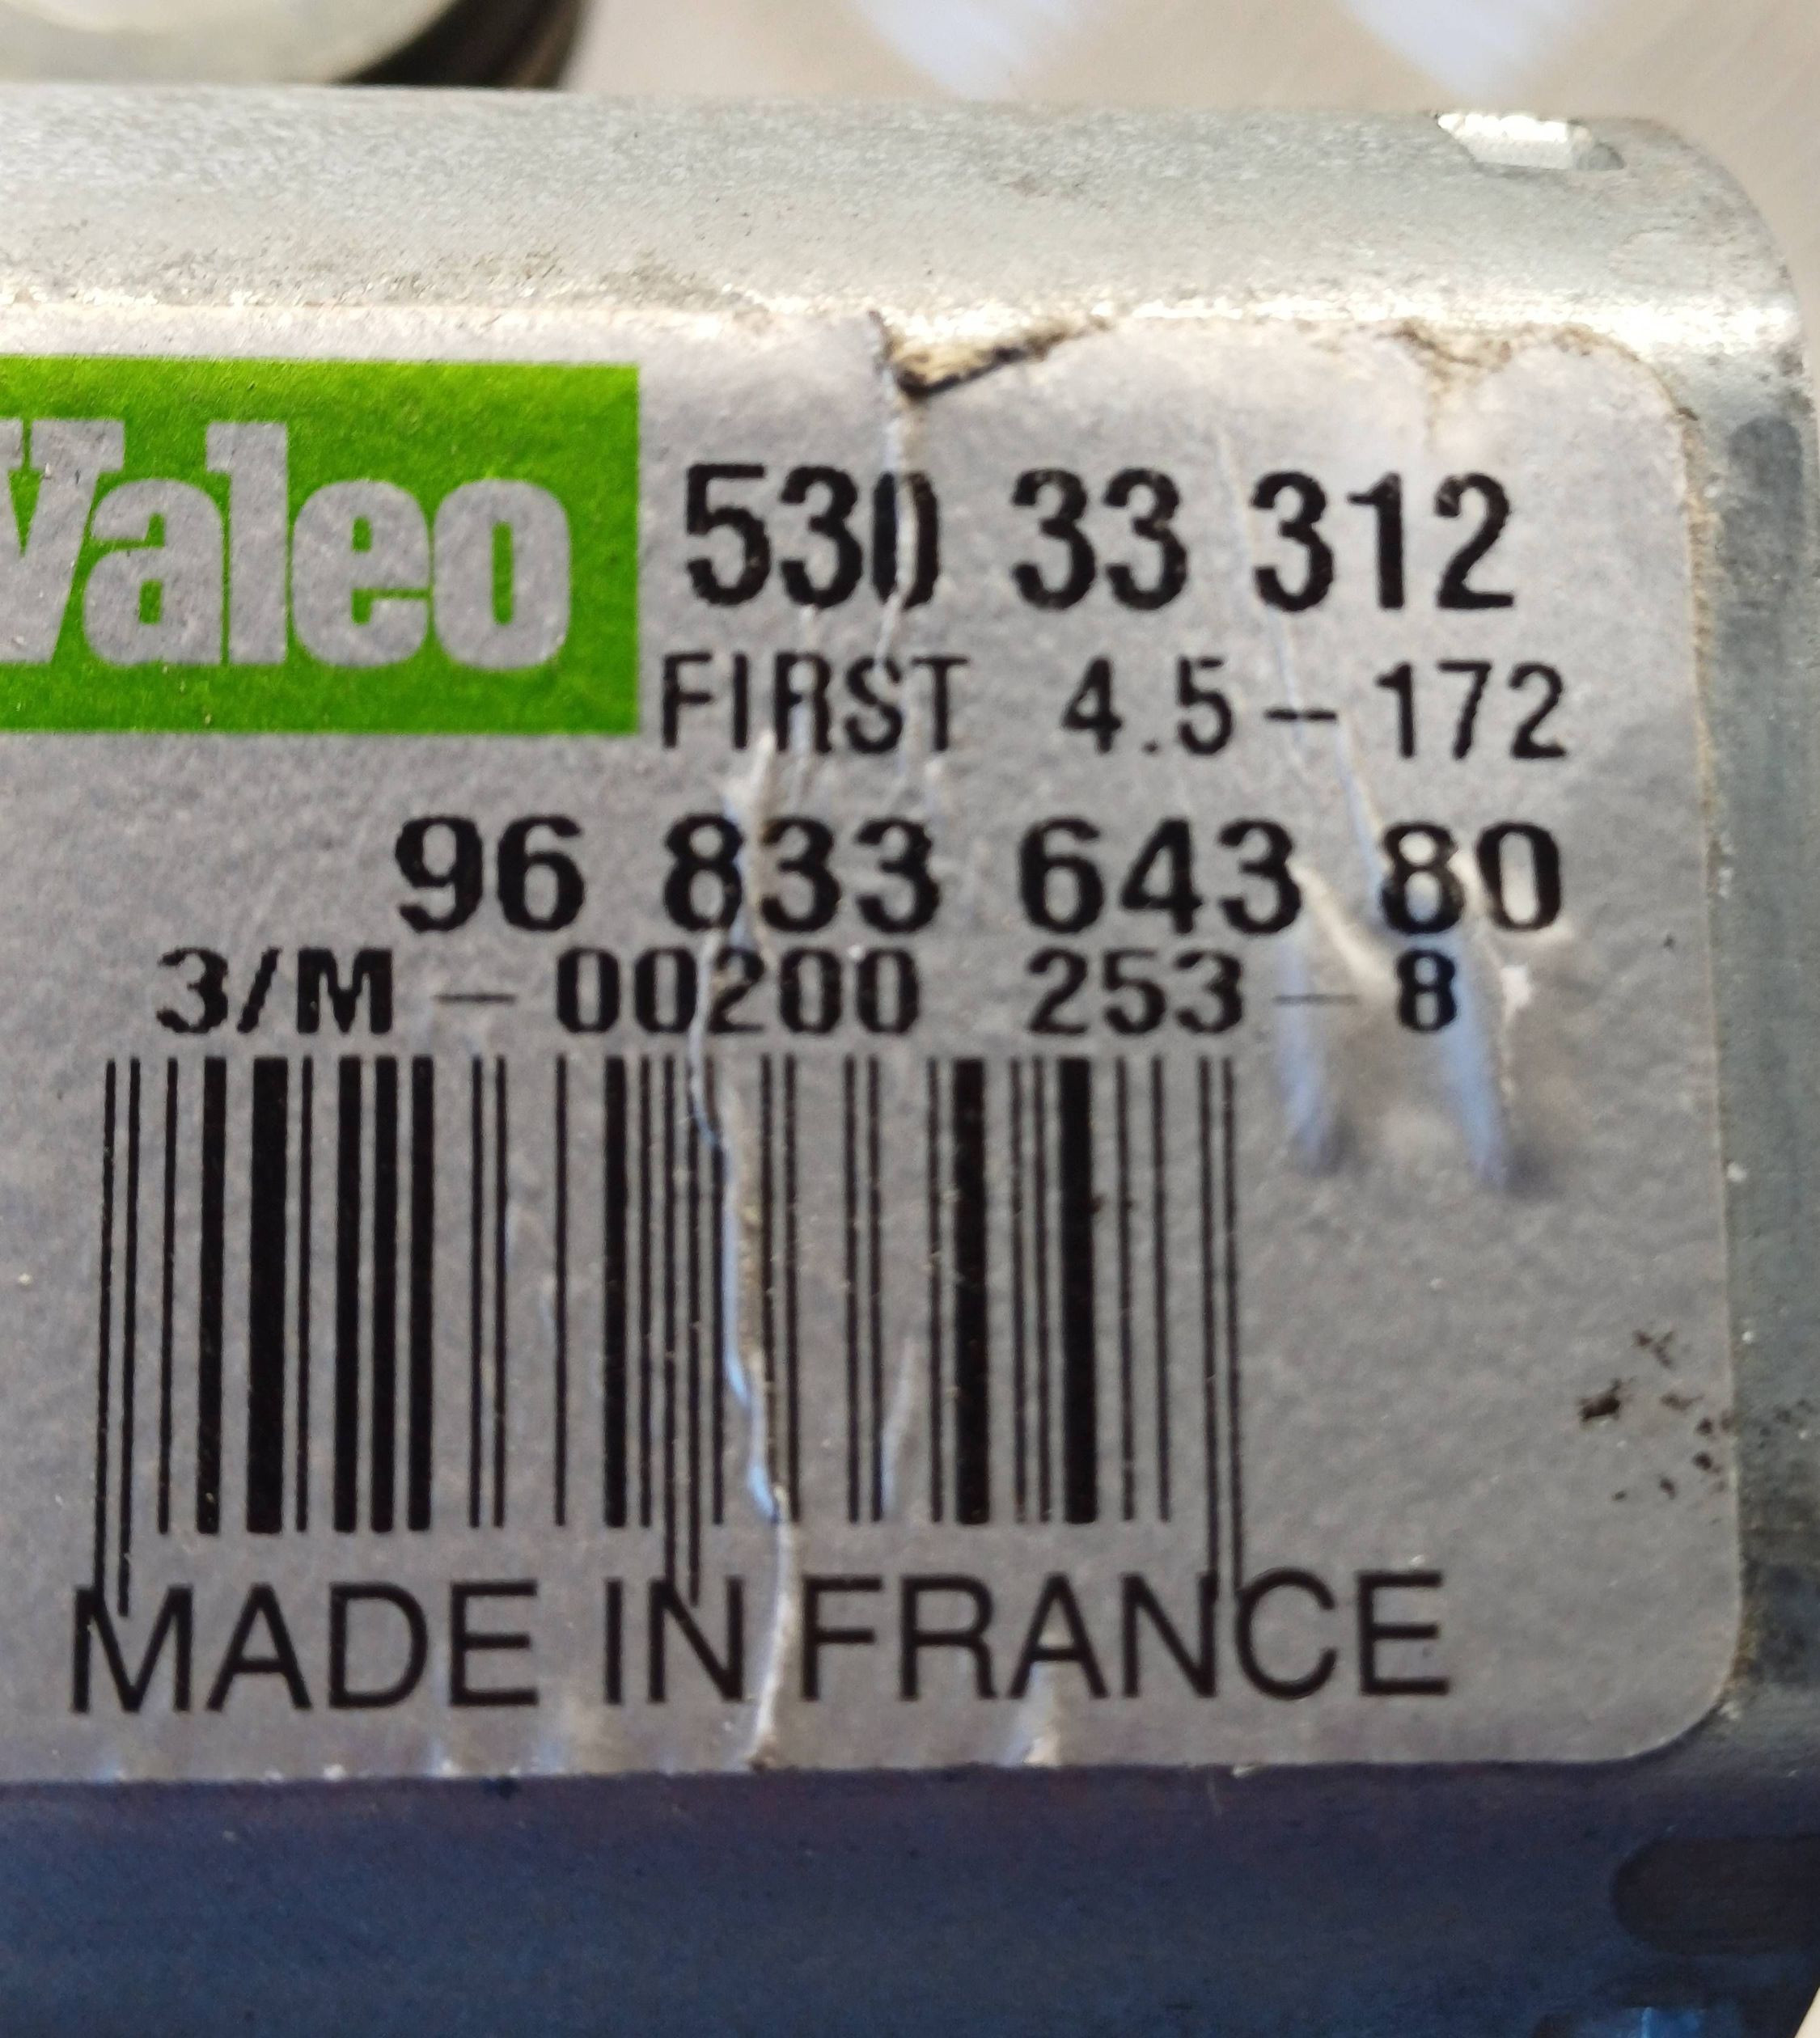 Valeo
530 33 312
FIRST 4.5-172
96 833 643 80
3/M - 00200 253 - 8
MADE IN FRANCE